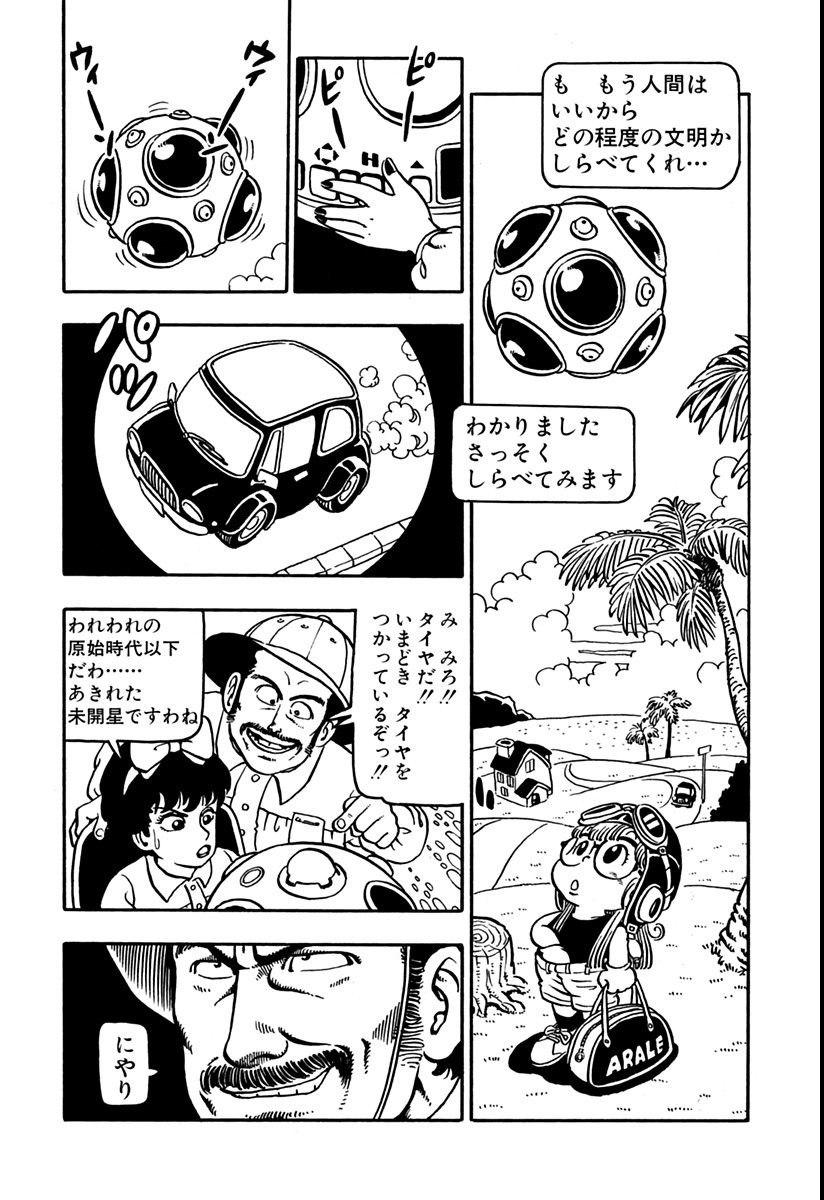 も　もう人間は
いいから
どの程度の文明か
しらべてくれ…
わかりました
さっそく
しらべてみます
ARALE
ピ
ピ
H
ウィ
ウィ
パッ
み　みろ!!
タイヤだ!!
いまどき　タイヤを
つかっているぞっ!!
われわれの
原始時代以下
だわ……
あきれた
未開星ですわね
にやり